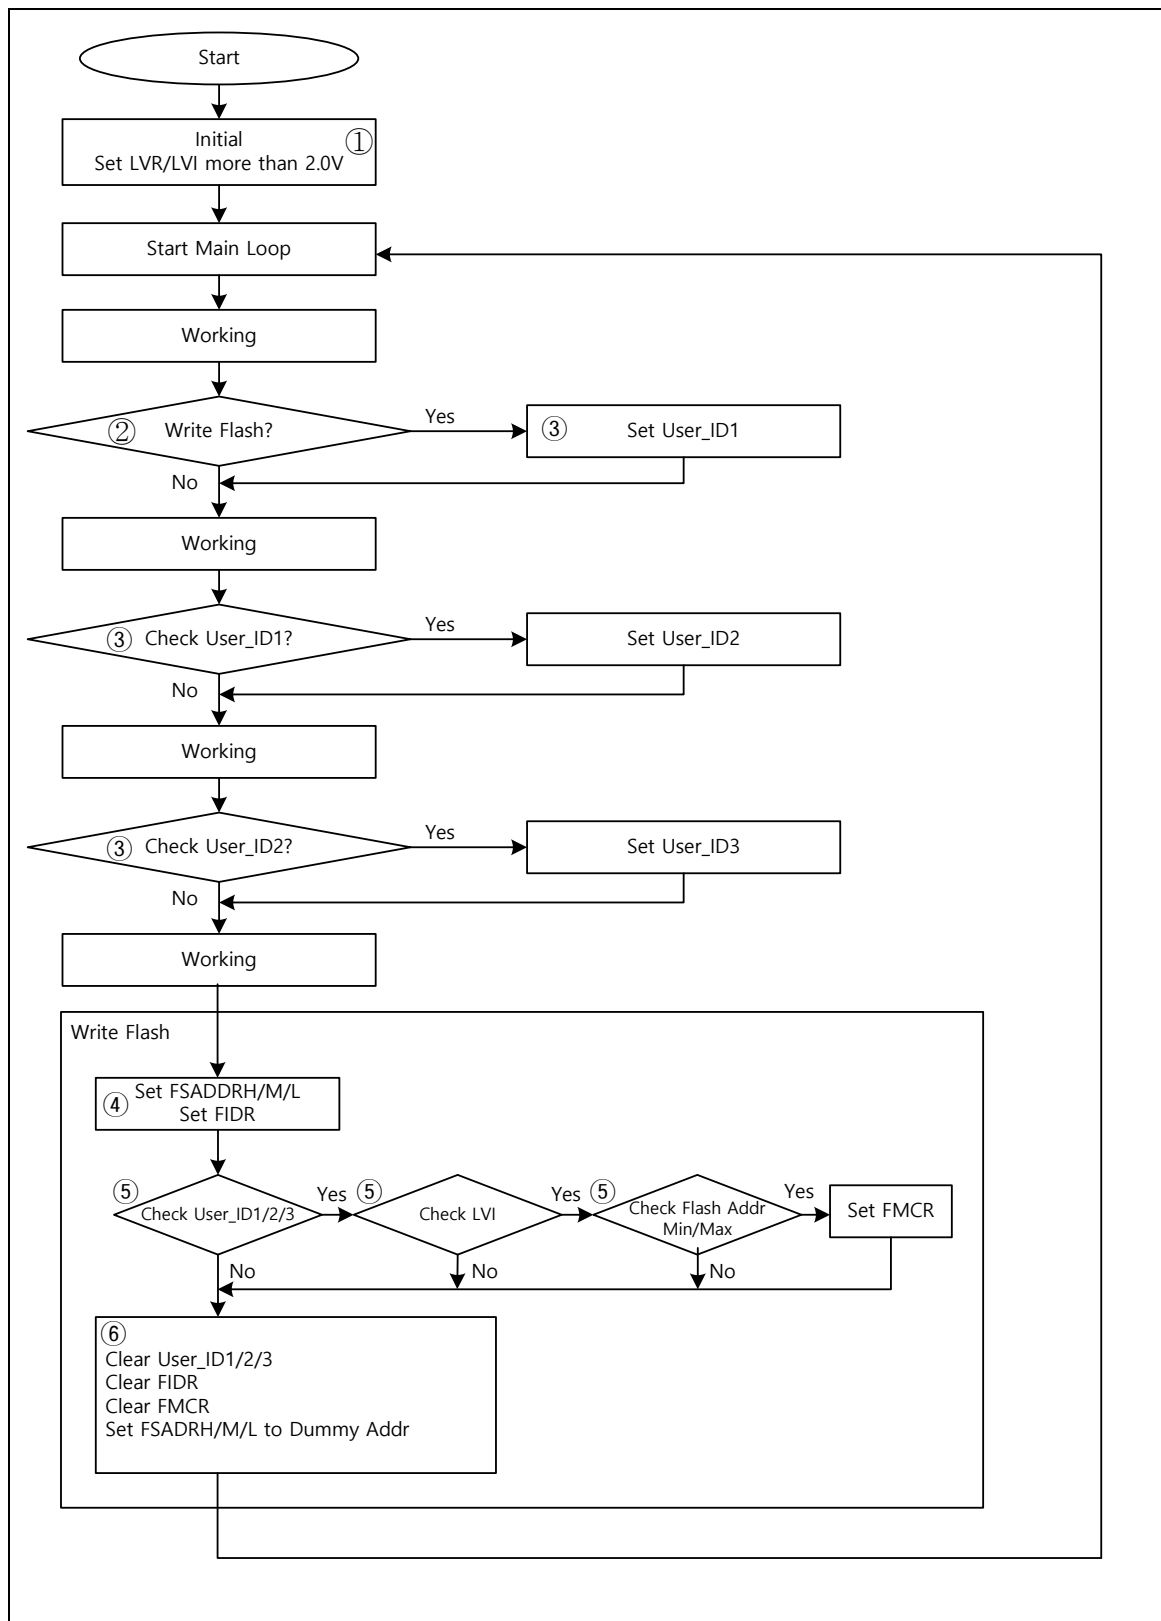 Start
Initial ①
Set LVR/LVI more than 2.0V
Start Main Loop
Working
② Write Flash?
Yes
③ Set User_ID1
No
Working
③ Check User_ID1?
Yes
Set User_ID2
No
Working
③ Check User_ID2?
Yes
Set User_ID3
No
Working
Write Flash
④ Set FSADDRH/M/L
Set FIDR
⑤ Check User_ID1/2/3
Yes
⑤ Check LVI
Yes
⑤ Check Flash Addr
Min/Max
Yes
Set FMCR
No
No
No
⑥
Clear User_ID1/2/3
Clear FIDR
Clear FMCR
Set FSADRH/M/L to Dummy Addr